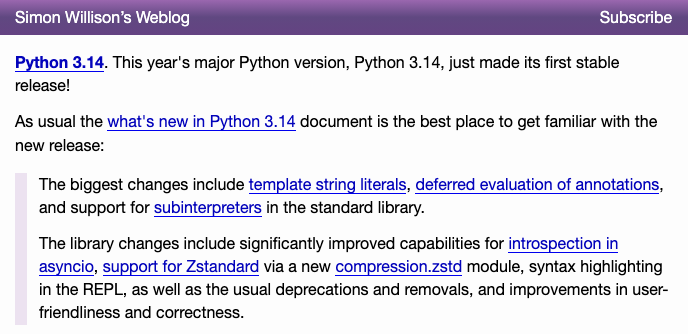 Simon Willison's Weblog
Subscribe
Python 3.14. This year's major Python version, Python 3.14, just made its first stable
release!
As usual the what's new in Python 3.14 document is the best place to get familiar with the
new release:
The biggest changes include template string literals, deferred evaluation of annotations,
and support for subinterpreters in the standard library.
The library changes include significantly improved capabilities for introspection in
asyncio, support for Zstandard via a new compression.zstd module, syntax highlighting
in the REPL, as well as the usual deprecations and removals, and improvements in user-
friendliness and correctness.